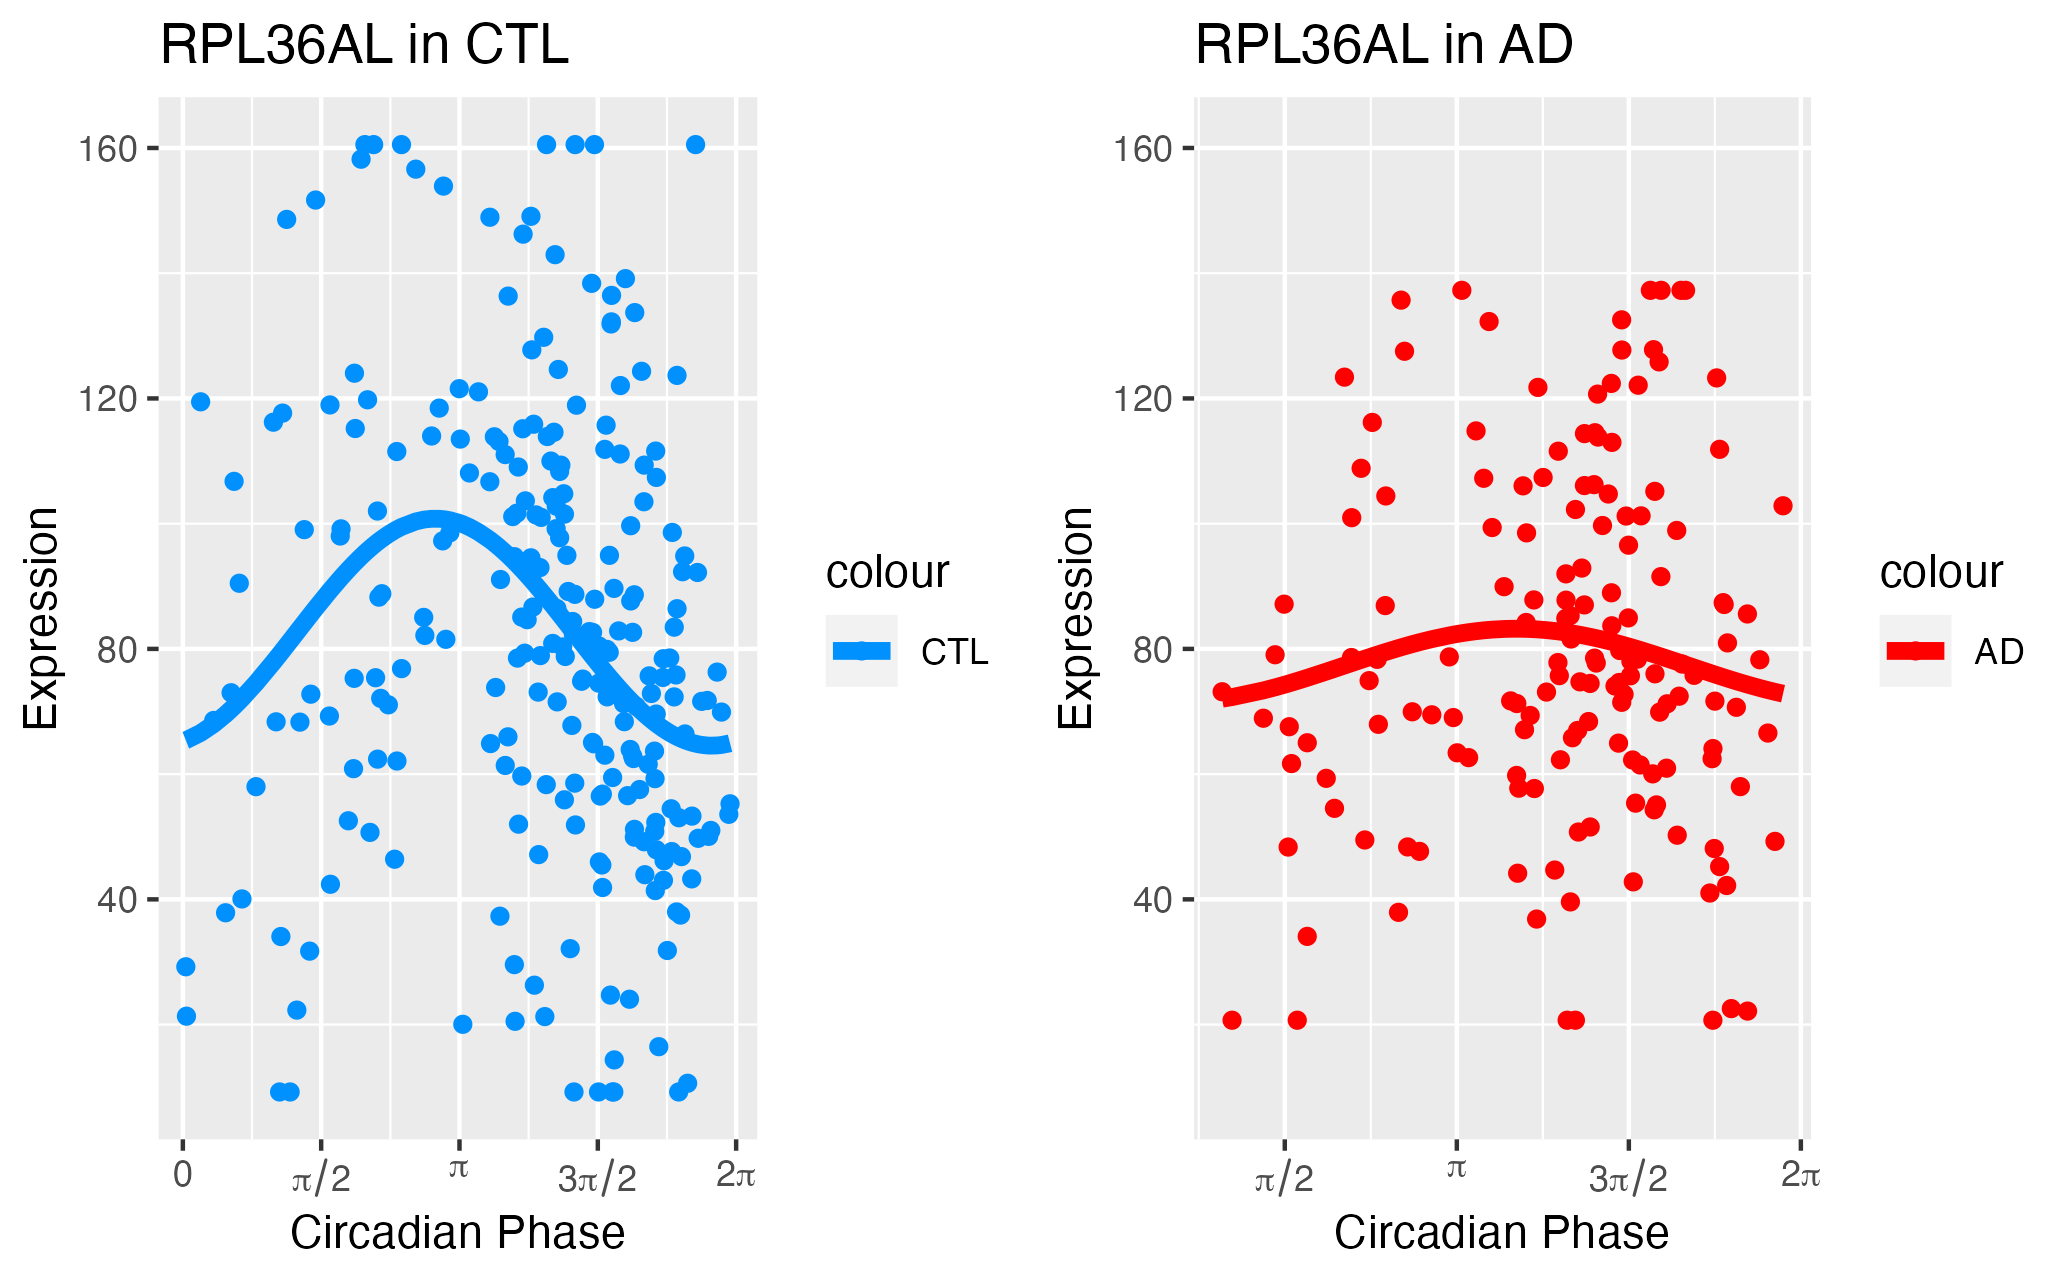 RPL36AL in CTL
160
120
80
40
Expression
0
π/2
π
3π/2
2π
Circadian Phase
colour
CTL
RPL36AL in AD
160
120
80
40
Expression
π/2
π
3π/2
2π
Circadian Phase
colour
AD